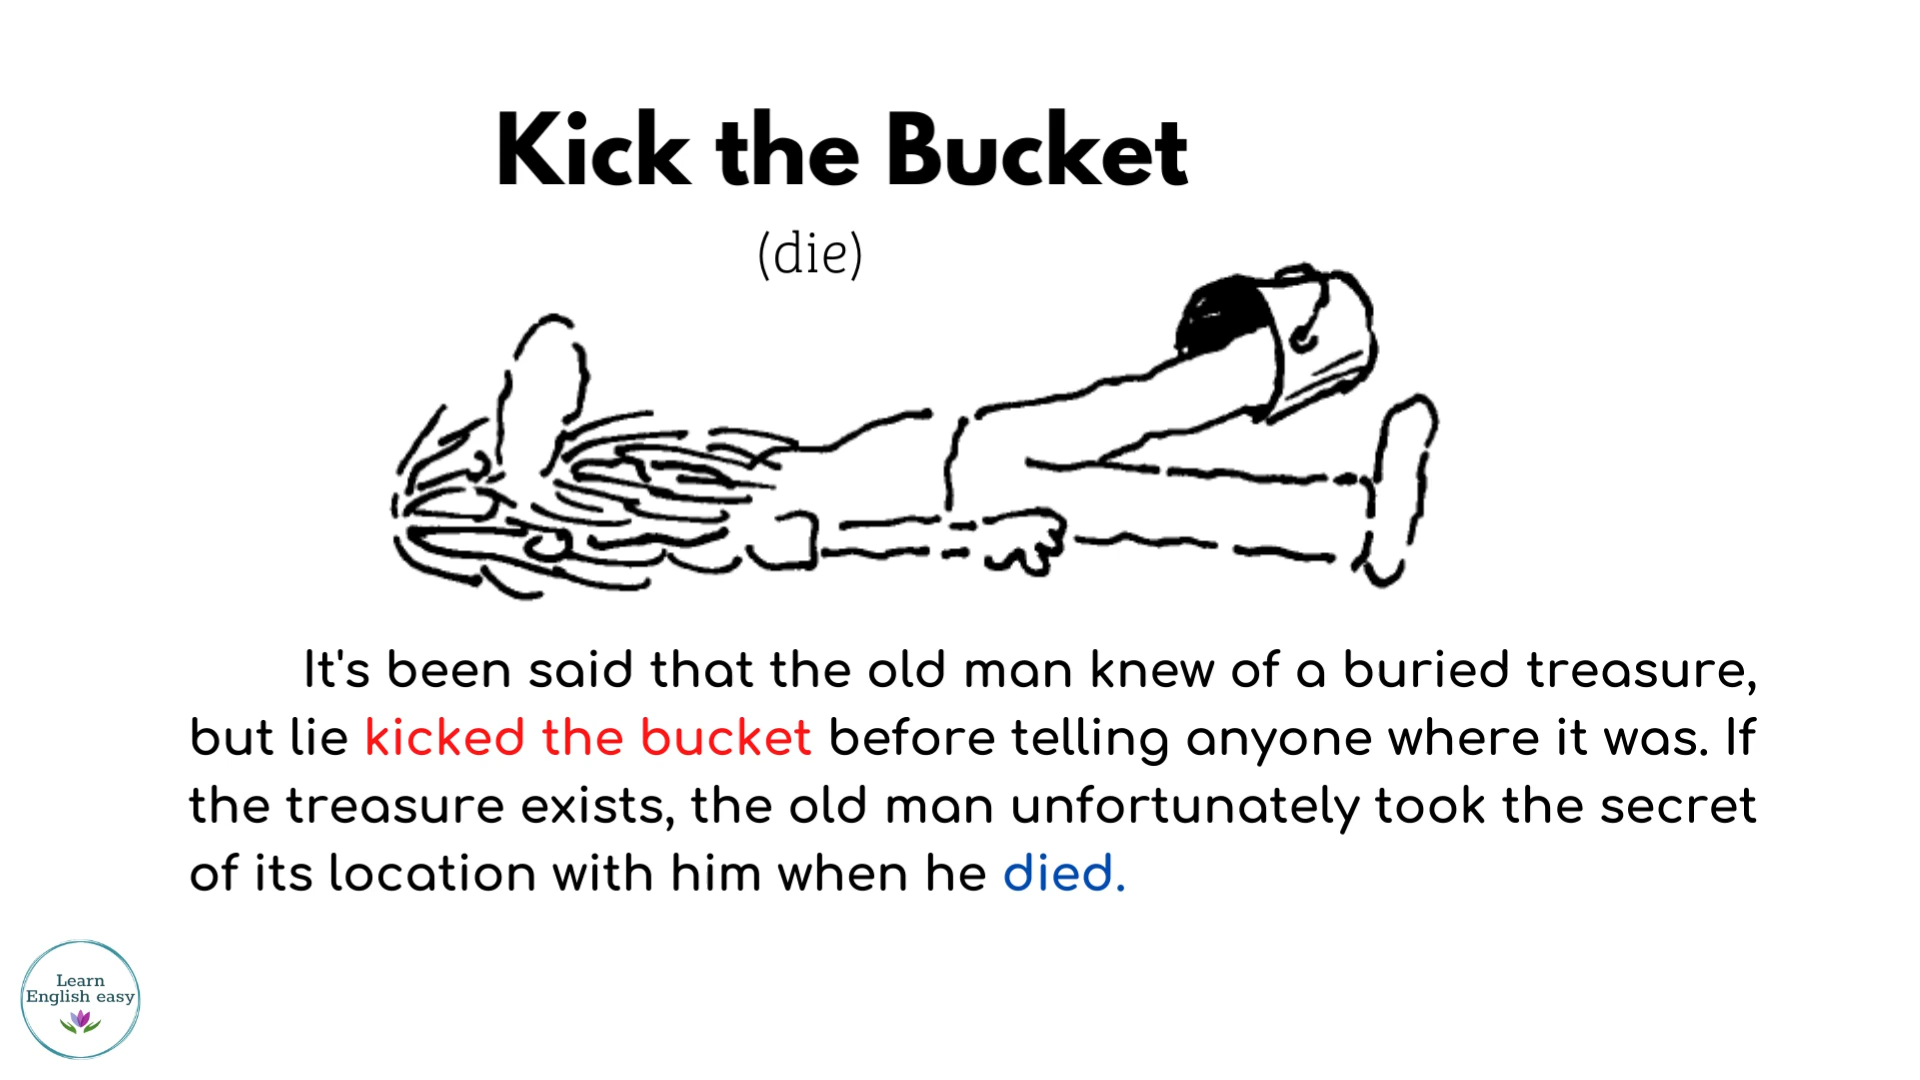 Kick the Bucket
(die)
It's been said that the old man knew of a buried treasure,
but lie kicked the bucket before telling anyone where it was. If
the treasure exists, the old man unfortunately took the secret
of its location with him when he died.
Learn
English easy